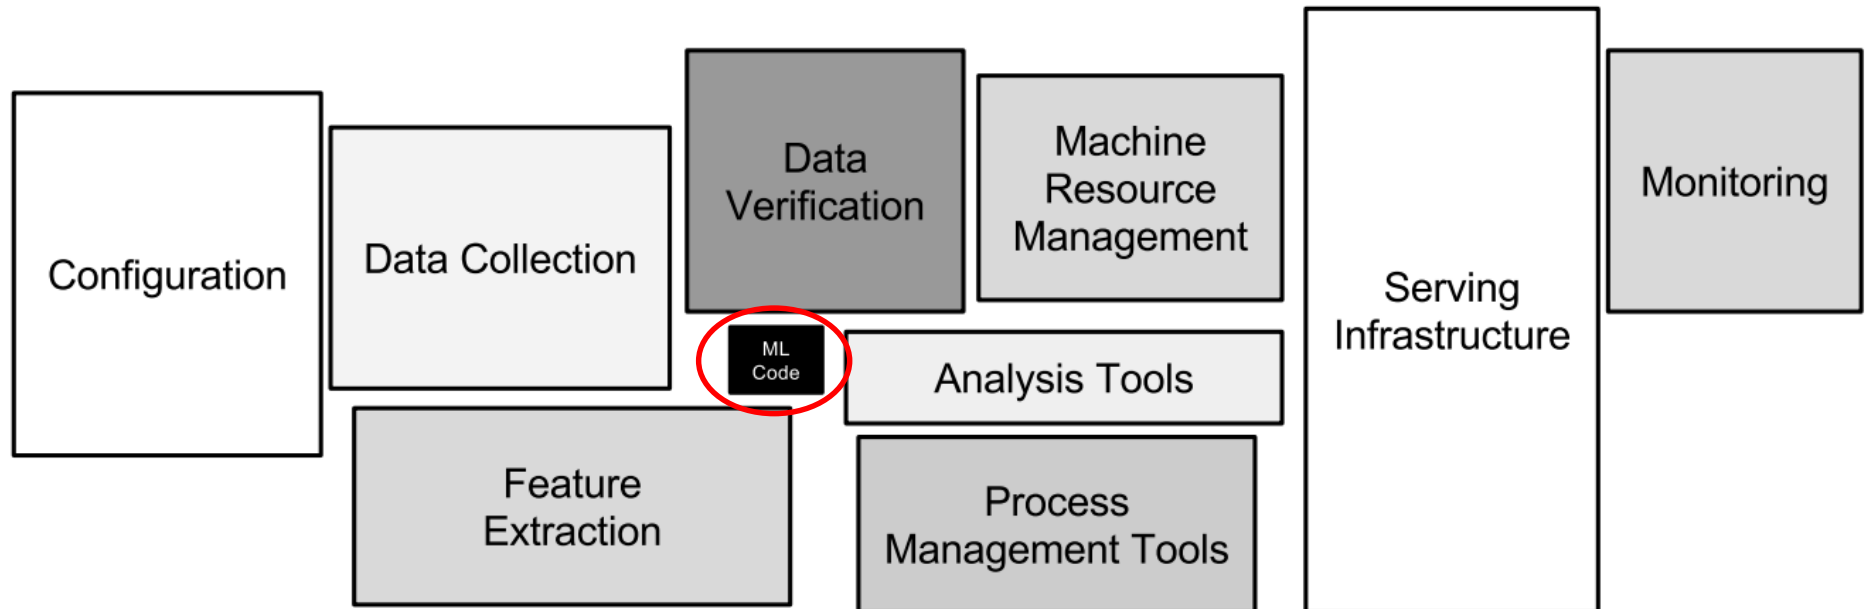 Configuration
Data Collection
Feature
Extraction
Data
Verification
ML
Code
Machine
Resource
Management
Analysis Tools
Process
Management Tools
Serving
Infrastructure
Monitoring